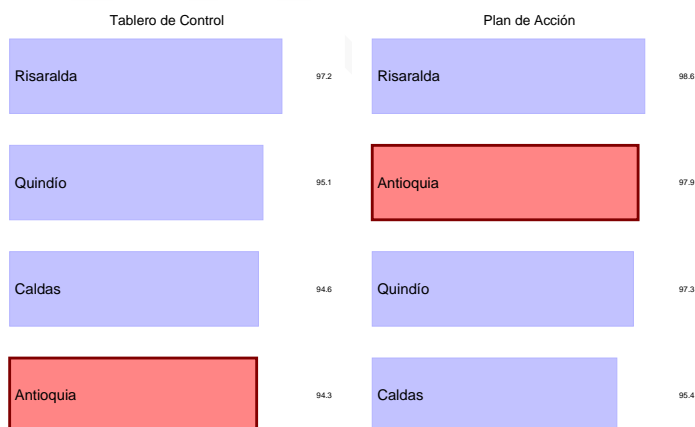 Tablero de Control
Risaralda 97.2
Quindío 95.1
Caldas 94.6
Antioquia 94.3
Plan de Acción
Risaralda 98.6
Antioquia 97.9
Quindío 97.3
Caldas 95.4